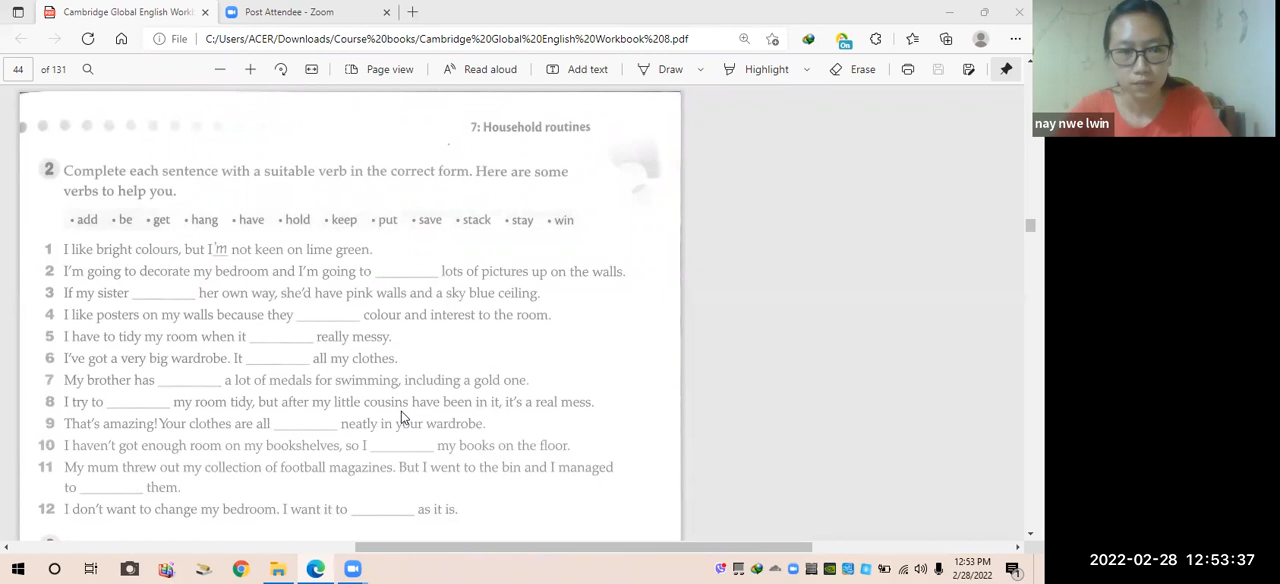 Cambridge Global English Work
Post Attendee - Zoom
File
C:/Users/ACER/Downloads/Course%20books/Cambridge%20Global%20English%20Workbook%208.pdf
On
44 of 131
Page view
Read aloud
Add text
Draw
Highlight
Erase
nay nwe lwin
7: Household routines
2 Complete each sentence with a suitable verb in the correct form. Here are some
verbs to help you.
• add • be • get • hang • have • hold • keep • put • save • stack • stay • win
1 I like bright colours, but I'm not keen on lime green.
2 I'm going to decorate my bedroom and I'm going to ________ lots of pictures up on the walls.
3 If my sister ________ her own way, she'd have pink walls and a sky blue ceiling.
4 I like posters on my walls because they ________ colour and interest to the room.
5 I have to tidy my room when it ________ really messy.
6 I've got a very big wardrobe. It ________ all my clothes.
7 My brother has ________ a lot of medals for swimming, including a gold one.
8 I try to ________ my room tidy, but after my little cousins have been in it, it's a real mess.
9 That's amazing! Your clothes are all ________ neatly in your wardrobe.
10 I haven't got enough room on my bookshelves, so I ________ my books on the floor.
11 My mum threw out my collection of football magazines. But I went to the bin and I managed
to ________ them.
12 I don't want to change my bedroom. I want it to ________ as it is.
12:53 PM
2/28/2022
2022-02-28 12:53:37